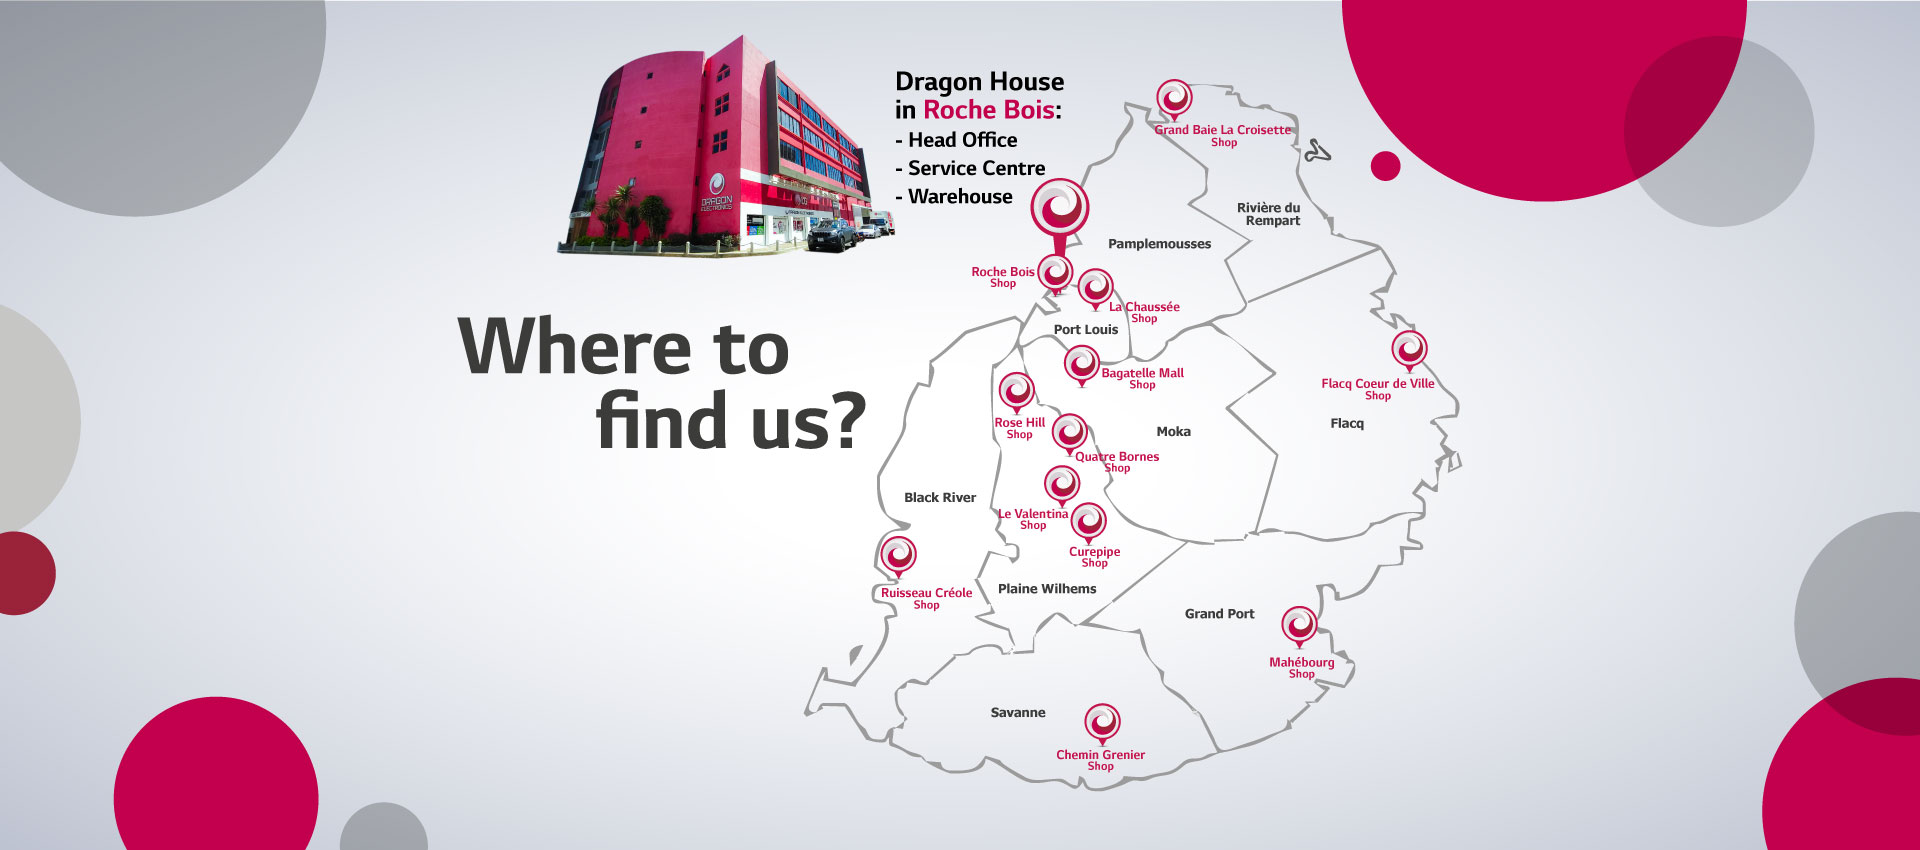 Dragon House
in Roche Bois:
- Head Office
- Service Centre
- Warehouse
DRAGON
ELECTRONICS
Where to
find us?
Grand Baie La Croisette
Shop
Rivière du
Rempart
Pamplemousses
Roche Bois
Shop
La Chaussée
Shop
Port Louis
Bagatelle Mall
Shop
Flacq Coeur de Ville
Shop
Rose Hill
Shop
Flacq
Moka
Quatre Bornes
Shop
Black River
Le Valentina
Shop
Curepipe
Shop
Ruisseau Créole
Shop
Plaine Wilhems
Grand Port
Mahébourg
Shop
Savanne
Chemin Grenier
Shop